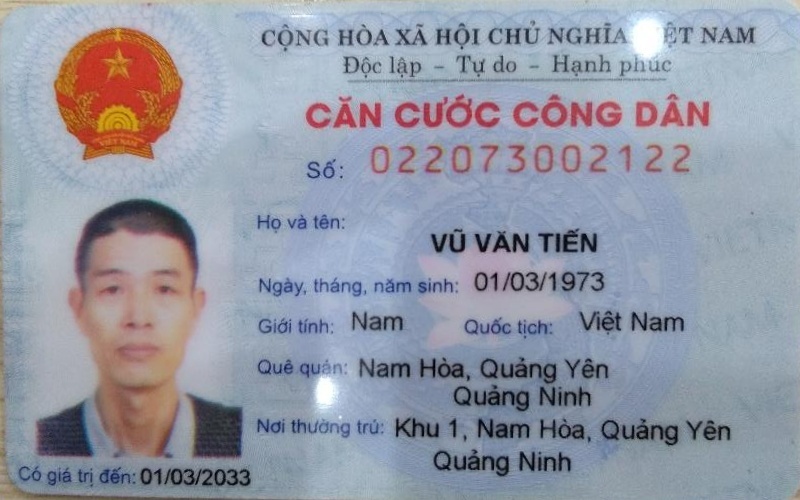 CỘNG HÒA XÃ HỘI CHỦ NGHĨA VIỆT NAM
Độc lập - Tự do - Hạnh phúc
CĂN CƯỚC CÔNG DÂN
Số: 022073002122
Họ và tên:
VŨ VĂN TIẾN
Ngày, tháng, năm sinh: 01/03/1973
Giới tính: Nam Quốc tịch: Việt Nam
Quê quán: Nam Hòa, Quảng Yên
Quảng Ninh
Nơi thường trú: Khu 1, Nam Hòa, Quảng Yên
Quảng Ninh
Có giá trị đến: 01/03/2033
VIỆT NAM